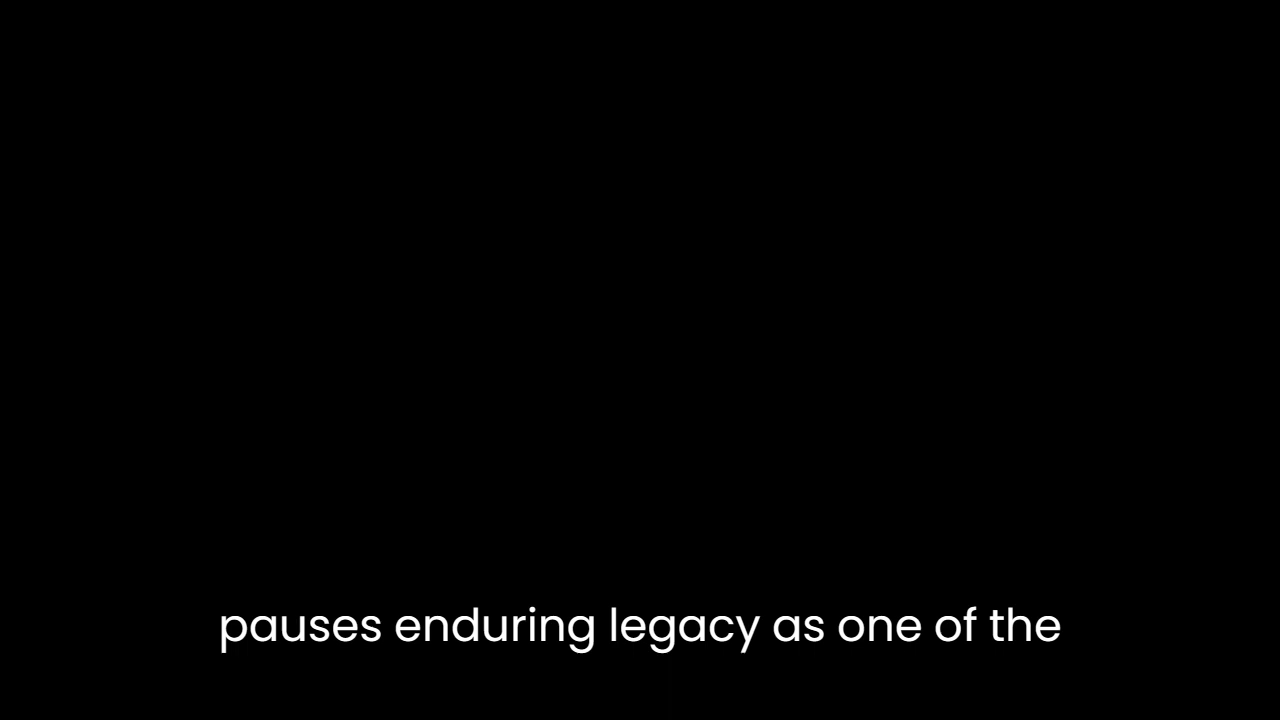 pauses enduring legacy as one of the